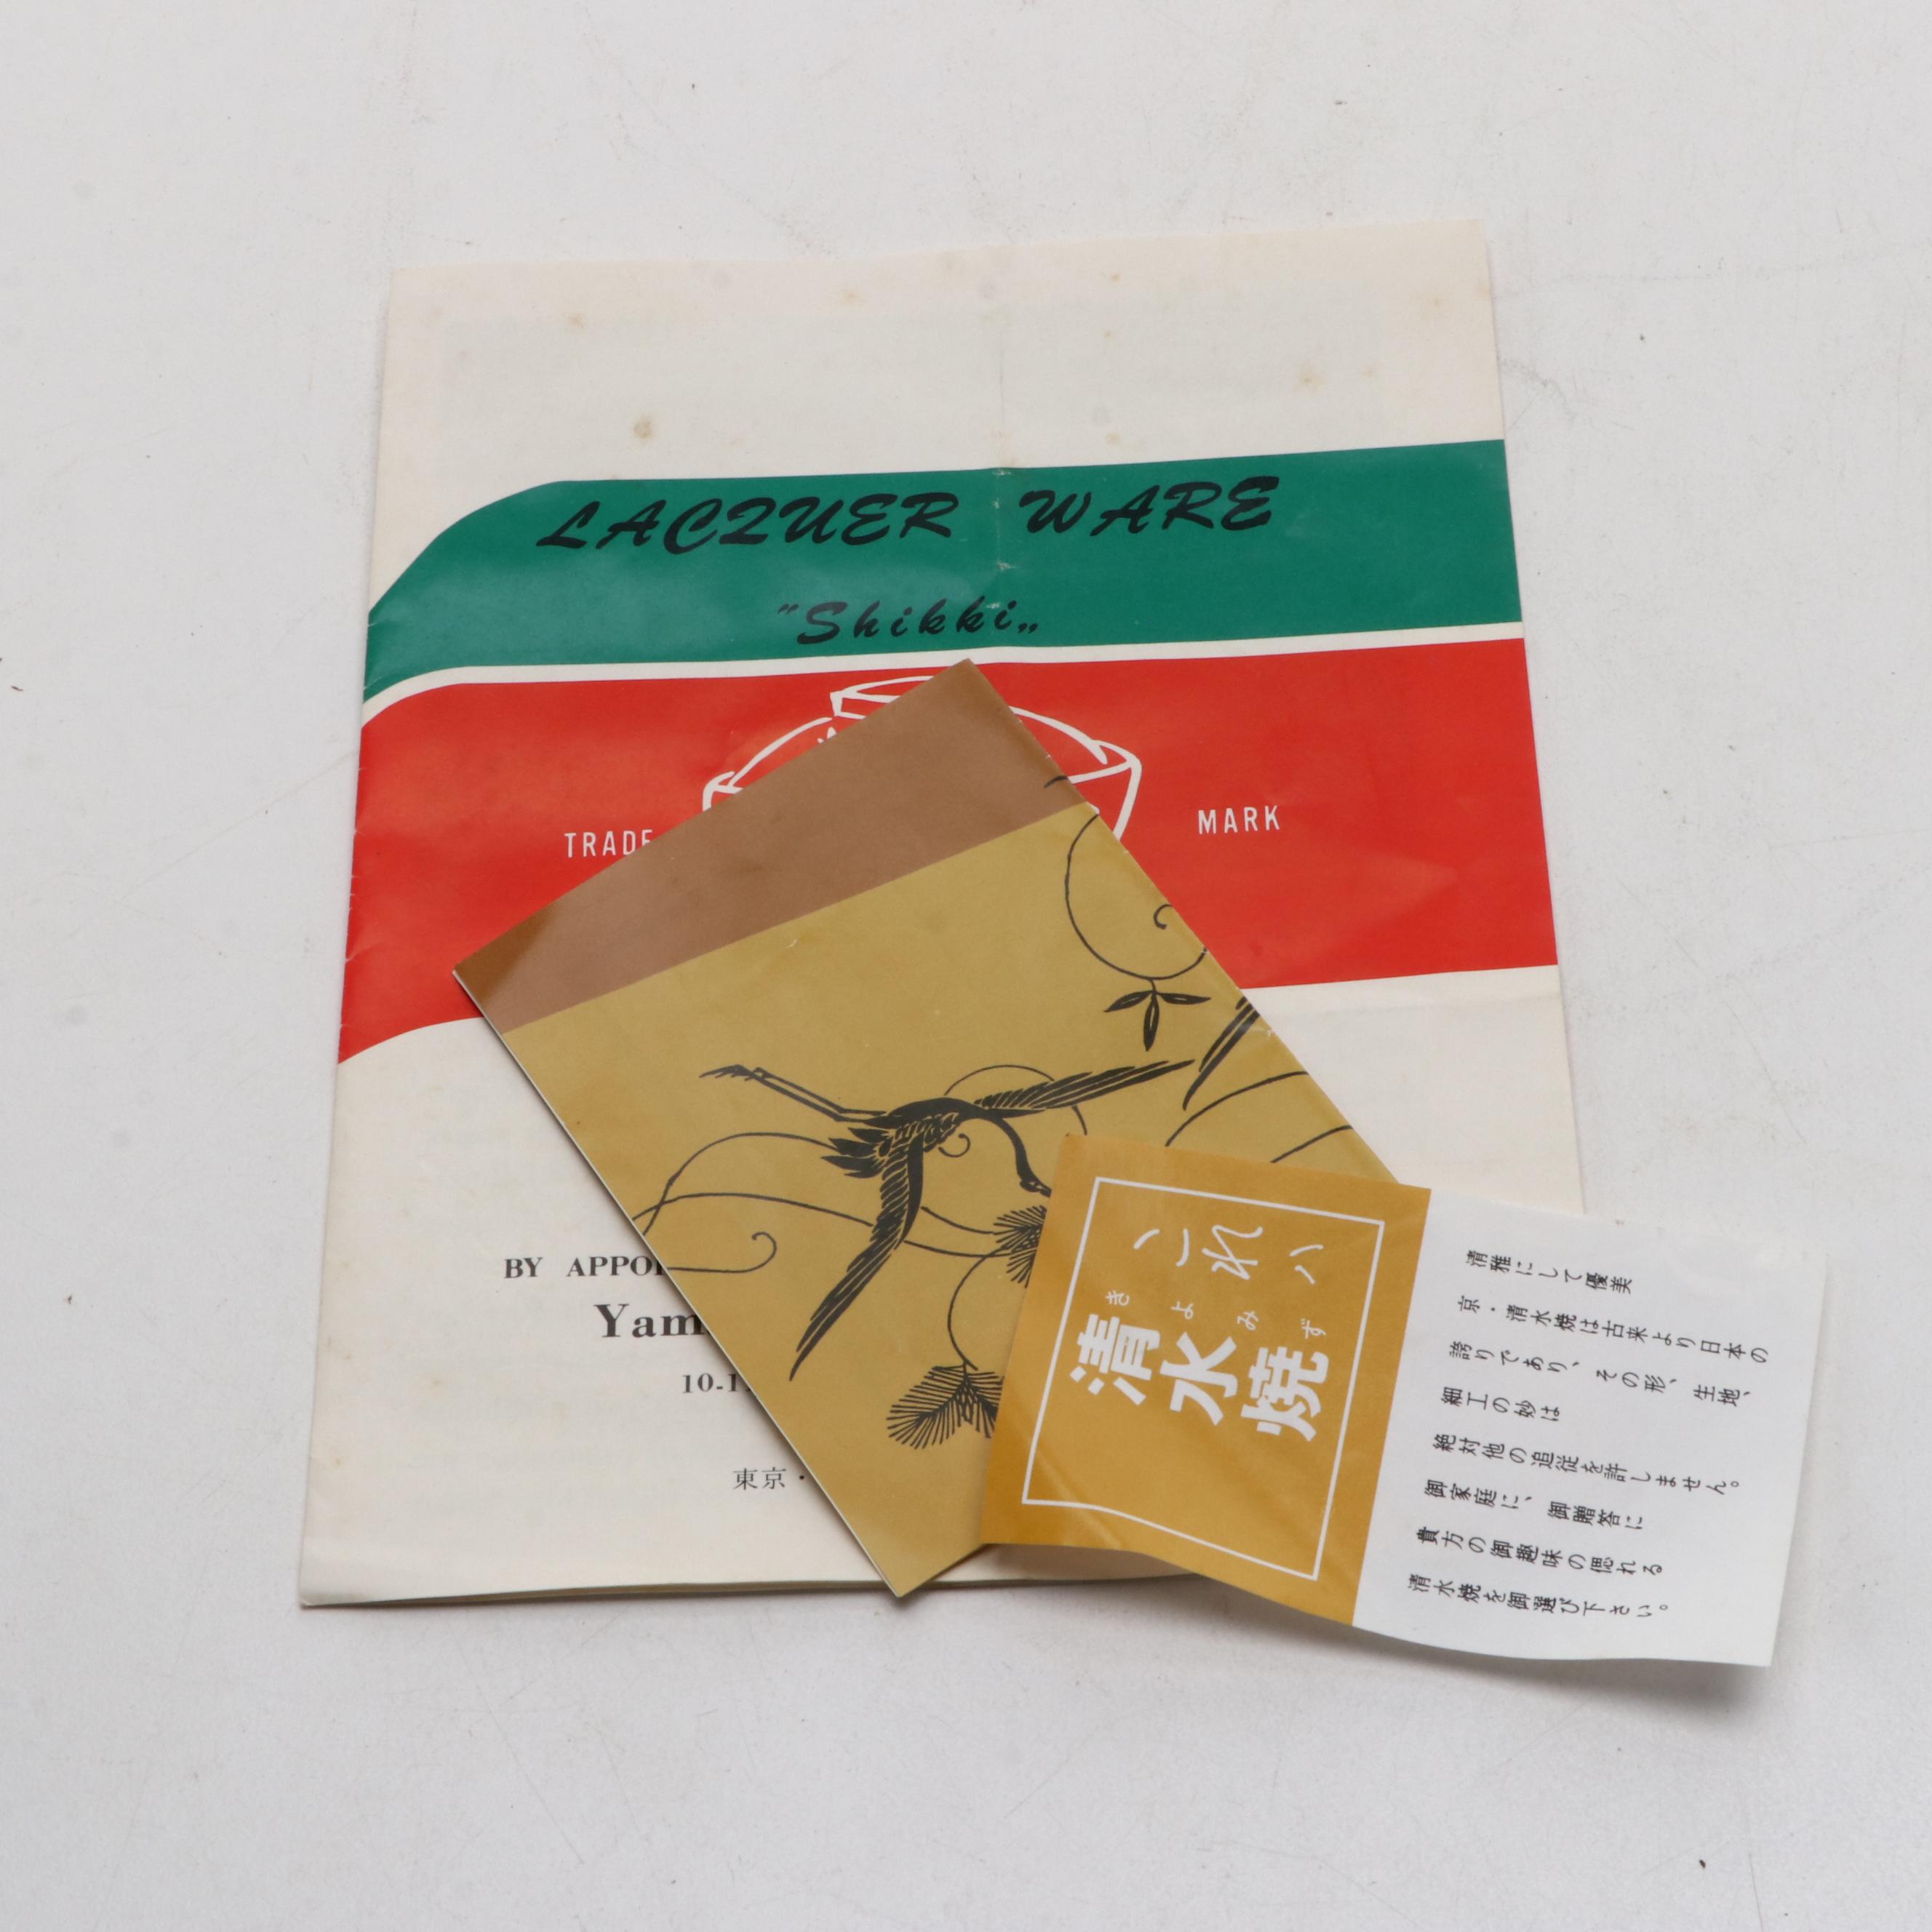 LACQUER WARE
"Shikki„
TRADE
MARK
BY
10-1
東京・
これハ
きよみず
清水焼
清雅にして優美
京・清水焼は古来より日本の
誇りであり、その形、生地、
細工の妙は
絶対他の追従を許しません。
御家庭に、御贈答に
貴方の御趣味の偲れる
清水焼を御選び下さい。